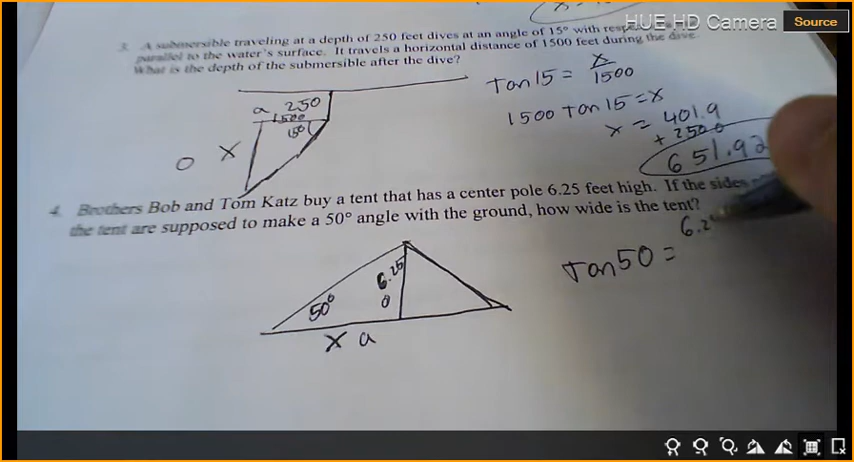 HUE HD Camera
Source
3. A submersible traveling at a depth of 250 feet dives at an angle of 15° with
parallel to the water's surface. It travels a horizontal distance of 1500 feet during the dive.
What is the depth of the submersible after the dive?
a 250
1500
15°
O X
Tan 15 = x/1500
1500 Tan 15 = x
x = 401.9
+ 250
651.92
4. Brothers Bob and Tom Katz buy a tent that has a center pole 6.25 feet high. If the sides
the tent are supposed to make a 50° angle with the ground, how wide is the tent?
6.25
50° O
X a
Tan 50 = 6.2